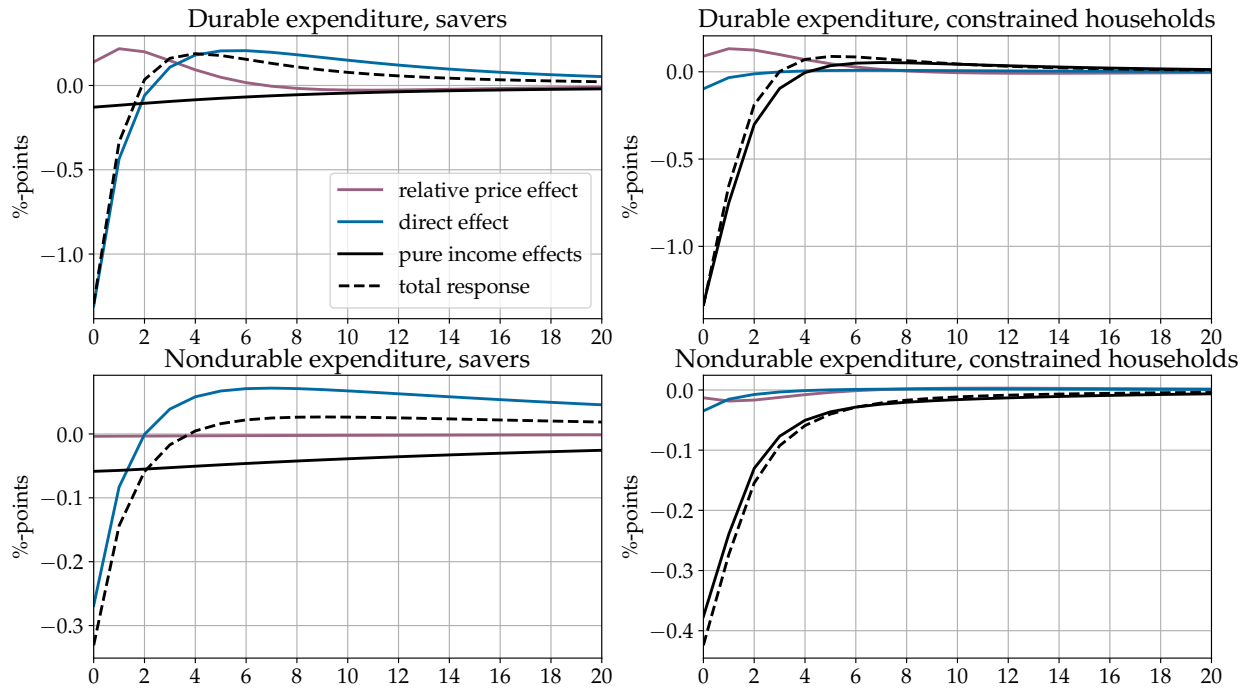 Durable expenditure, savers
0.0
−0.5
−1.0
%-points
relative price effect
direct effect
pure income effects
total response
0 2 4 6 8 10 12 14 16 18 20
Durable expenditure, constrained households
0.0
−0.5
−1.0
%-points
0 2 4 6 8 10 12 14 16 18 20
Nondurable expenditure, savers
0.0
−0.1
−0.2
−0.3
%-points
0 2 4 6 8 10 12 14 16 18 20
Nondurable expenditure, constrained households
0.0
−0.1
−0.2
−0.3
−0.4
%-points
0 2 4 6 8 10 12 14 16 18 20